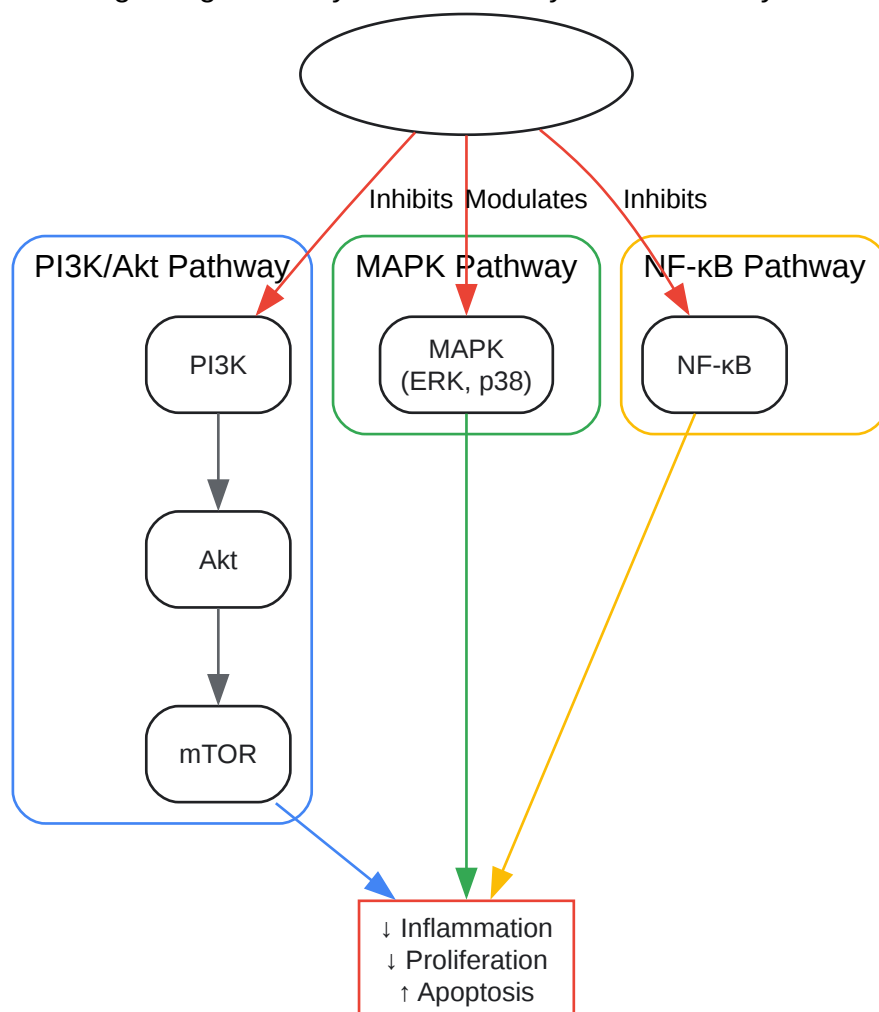 Inhibits Modulates Inhibits
PI3K/Akt Pathway MAPK Pathway NF-κB Pathway
PI3K
MAPK
(ERK, p38)
NF-κB
Akt
mTOR
↓ Inflammation
↓ Proliferation
↑ Apoptosis